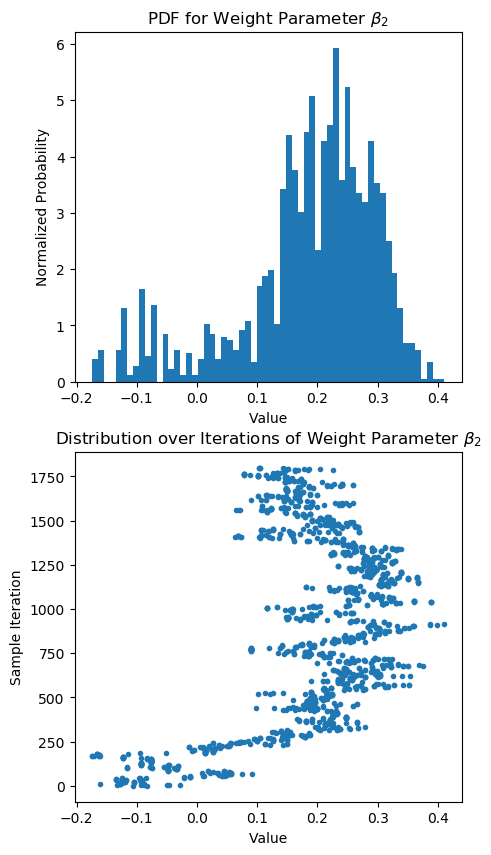 PDF for Weight Parameter β₂
6
5
4
3
2
1
0
Normalized Probability
−0.2 −0.1 0.0 0.1 0.2 0.3 0.4
Value
Distribution over Iterations of Weight Parameter β₂
1750
1500
1250
1000
750
500
250
0
Sample Iteration
−0.2 −0.1 0.0 0.1 0.2 0.3 0.4
Value